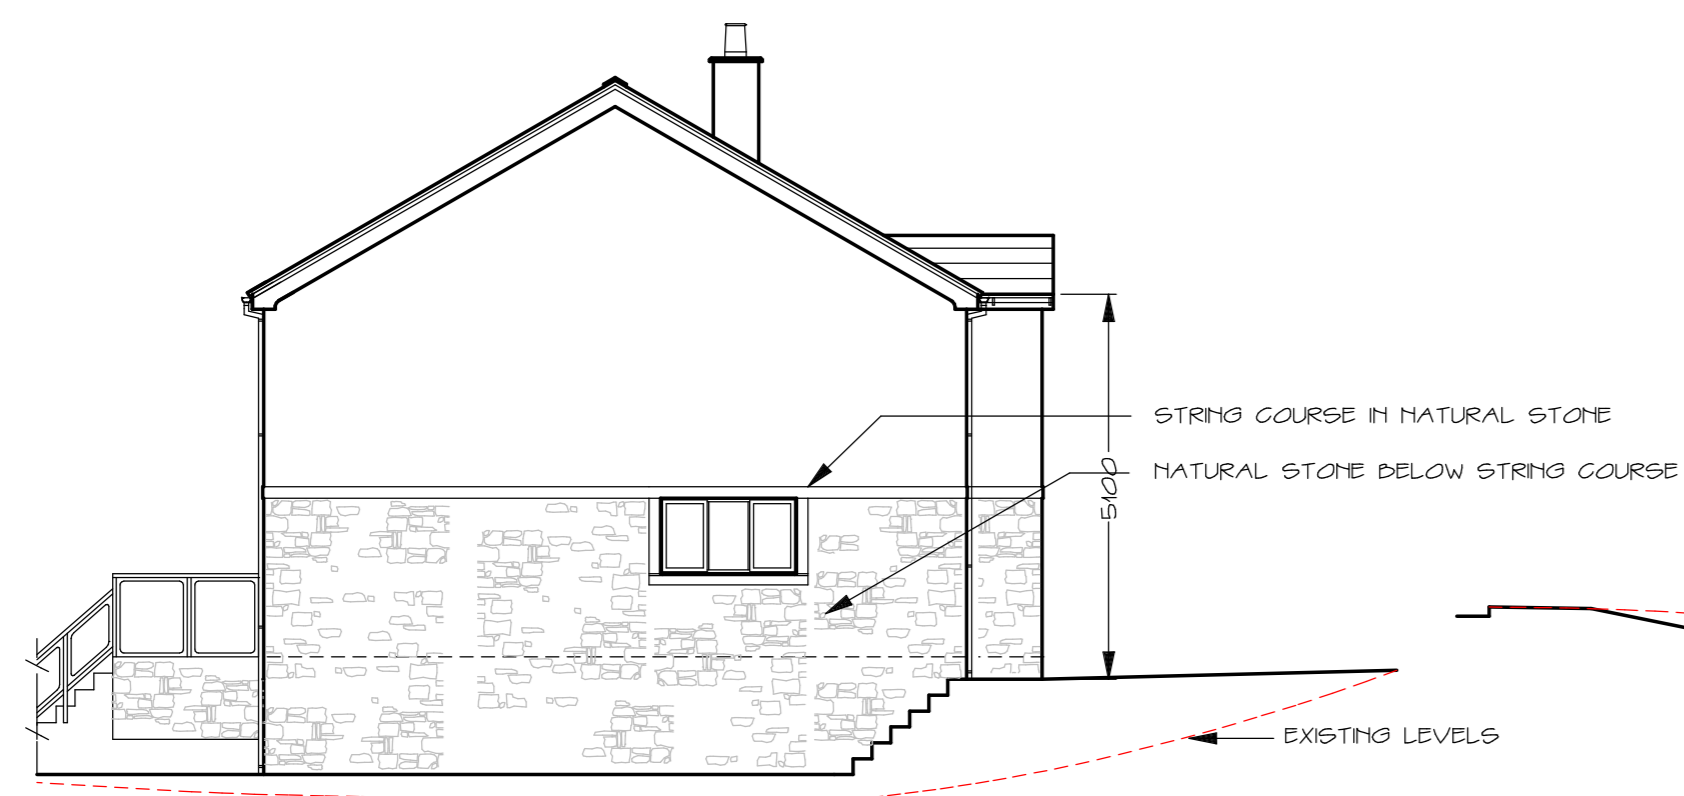 STRING COURSE IN NATURAL STONE
NATURAL STONE BELOW STRING COURSE
5100
EXISTING LEVELS